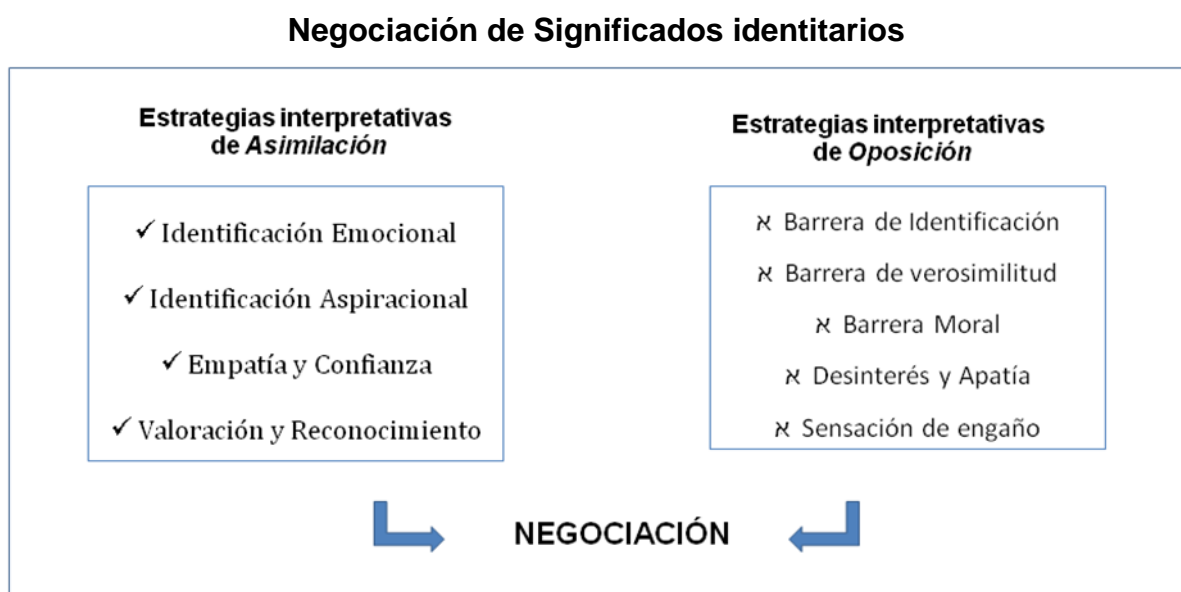 Negociación de Significados identitarios
Estrategias interpretativas
de Asimilación
✓ Identificación Emocional
✓ Identificación Aspiracional
✓ Empatía y Confianza
✓ Valoración y Reconocimiento
Estrategias interpretativas
de Oposición
א Barrera de Identificación
א Barrera de verosimilitud
א Barrera Moral
א Desinterés y Apatía
א Sensación de engaño
NEGOCIACIÓN